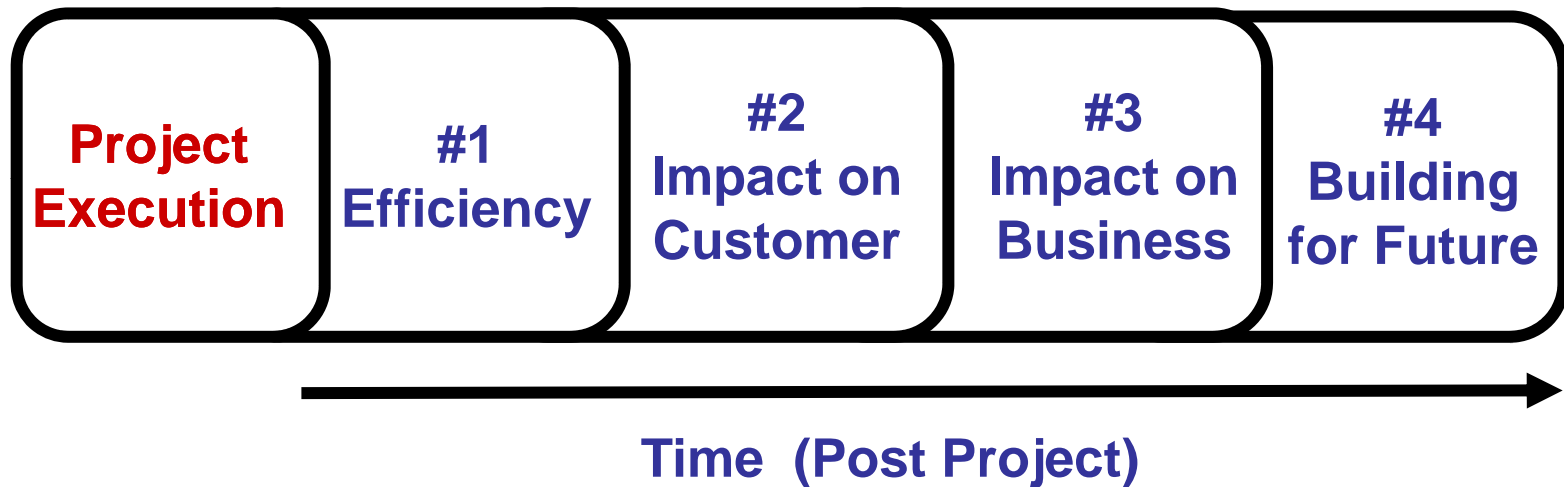 Project
Execution
#1
Efficiency
#2
Impact on
Customer
#3
Impact on
Business
#4
Building
for Future
Time (Post Project)